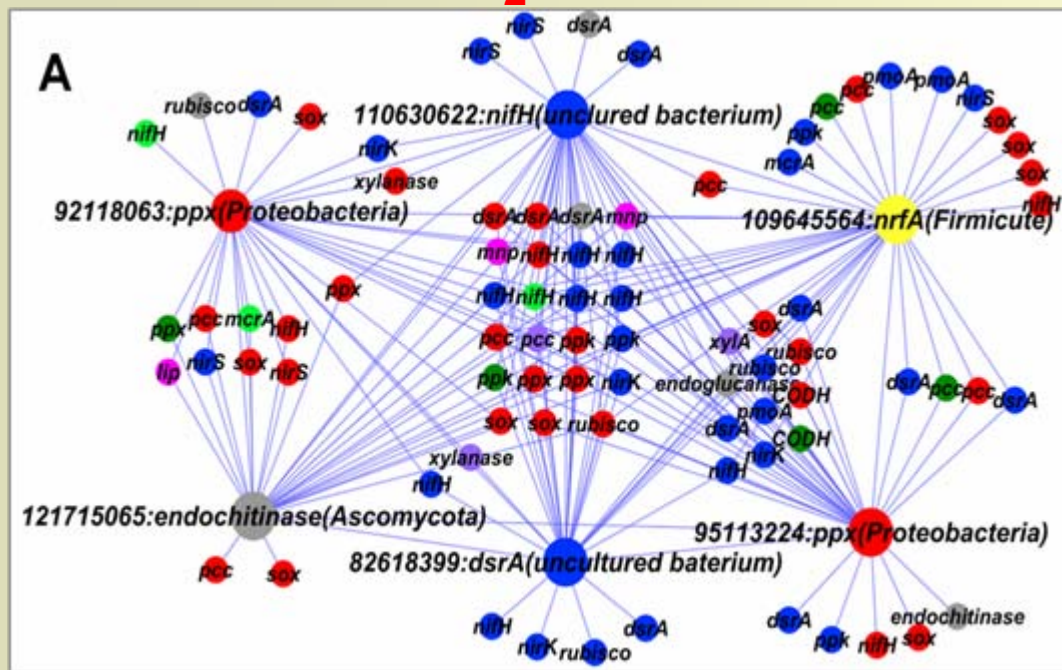 A
nirS
nirS
dsrA
dsrA
110630622:nifH(unclured bacterium)
nifH
rubisco
dsrA
sox
nirK
xylanase
92118063:ppx(Proteobacteria)
mcrA
ppk
pcc
pcc
pmoA
pmoA
nirS
sox
sox
sox
nifH
pcc
109645564:nrfA(Firmicute)
dsrA dsrA dsrA mnp
mnp nifH nifH nifH
nifH nifH nifH nifH
pcc pcc ppk ppk
ppk ppx ppx nirK
sox sox rubisco
ppx
ppx pcc mcrA nifH
lip nirS sox nirS
dsrA
sox
xylA
rubisco
rubisco
endoglucanase
CODH
pmoA
dsrA
CODH
nirK
nifH
dsrA pcc pcc dsrA
xylanase
nifH
121715065:endochitinase(Ascomycota)
pcc
sox
82618399:dsrA(uncultured baterium)
nifH
nirK
rubisco
dsrA
95113224:ppx(Proteobacteria)
dsrA
ppk
nifH
sox
endochitinase